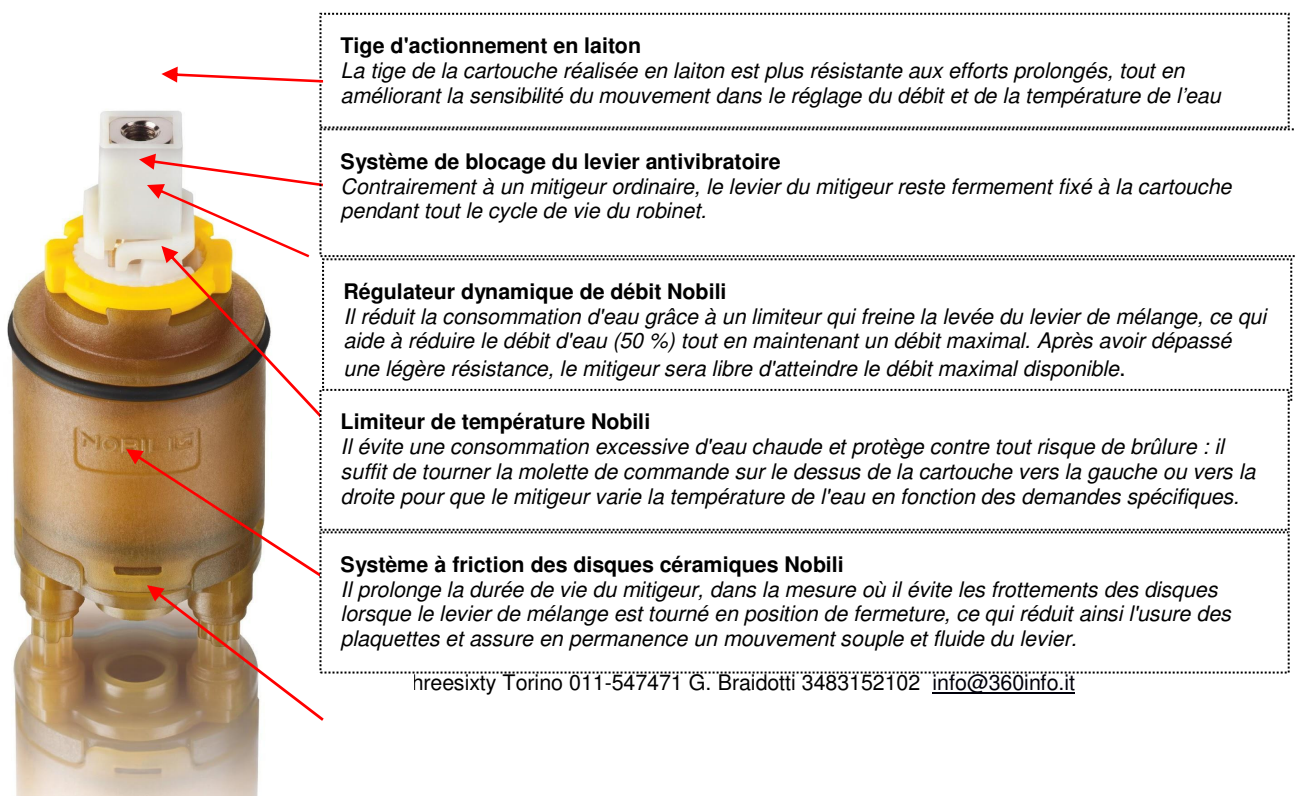 Tige d'actionnement en laiton
La tige de la cartouche réalisée en laiton est plus résistante aux efforts prolongés, tout en
améliorant la sensibilité du mouvement dans le réglage du débit et de la température de l’eau
Système de blocage du levier antivibratoire
Contrairement à un mitigeur ordinaire, le levier du mitigeur reste fermement fixé à la cartouche
pendant tout le cycle de vie du robinet.
Régulateur dynamique de débit Nobili
Il réduit la consommation d'eau grâce à un limiteur qui freine la levée du levier de mélange, ce qui
aide à réduire le débit d'eau (50 %) tout en maintenant un débit maximal. Après avoir dépassé
une légère résistance, le mitigeur sera libre d'atteindre le débit maximal disponible.
Limiteur de température Nobili
Il évite une consommation excessive d'eau chaude et protège contre tout risque de brûlure : il
suffit de tourner la molette de commande sur le dessus de la cartouche vers la gauche ou vers la
droite pour que le mitigeur varie la température de l'eau en fonction des demandes spécifiques.
NOBILI
Système à friction des disques céramiques Nobili
Il prolonge la durée de vie du mitigeur, dans la mesure où il évite les frottements des disques
lorsque le levier de mélange est tourné en position de fermeture, ce qui réduit ainsi l'usure des
plaquettes et assure en permanence un mouvement souple et fluide du levier.
hreesixty Torino 011-547471 G. Braidotti 3483152102 info@360info.it